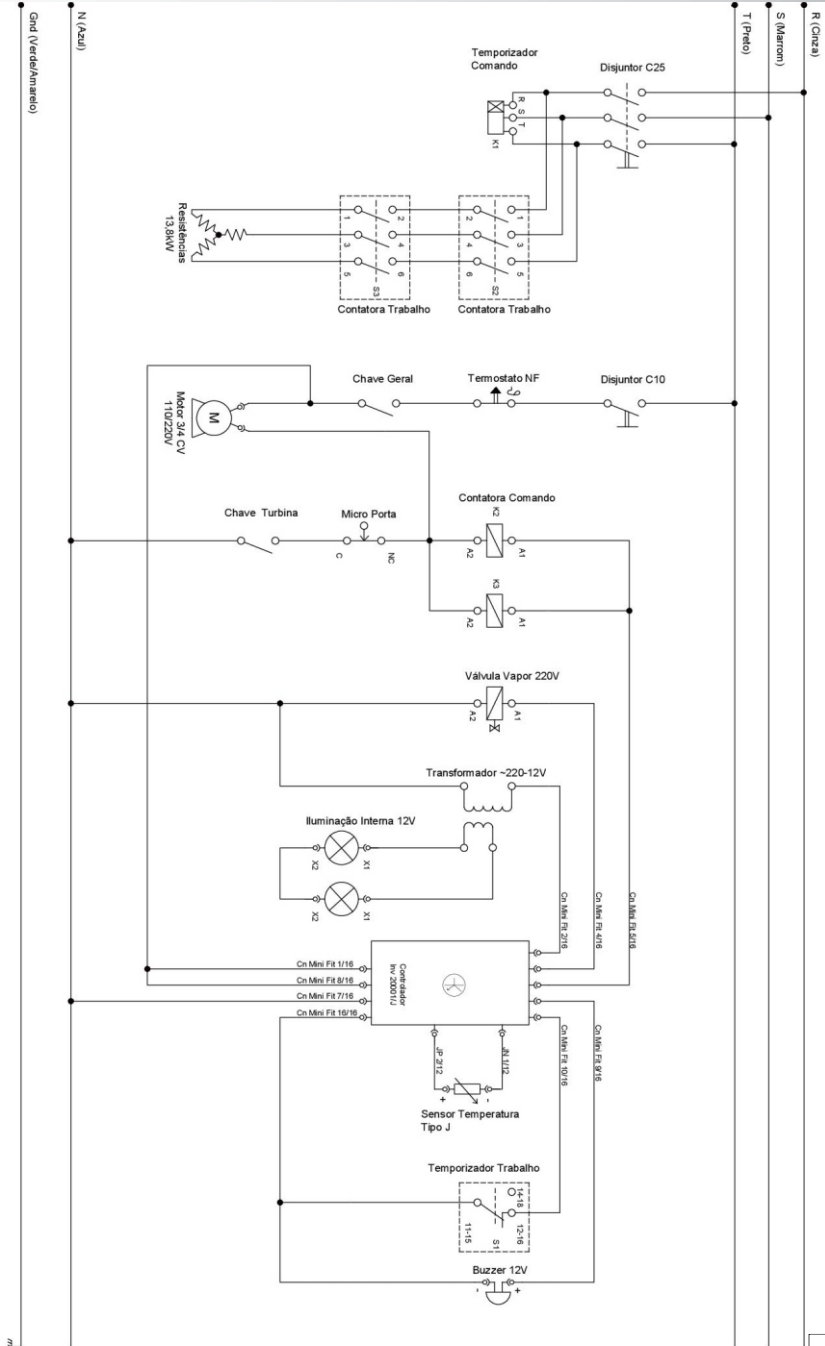 Gnd (Verde/Amarelo)
N (Azul)
T (Preto)
S (Marrom)
R (Cinza)
Temporizador
Comando
R
S
T
K1
Disjuntor C25
Resistências
13,8kW
1
2
3
4
5
6
S3
Contatora Trabalho
2
1
4
3
6
5
S2
Contatora Trabalho
Motor 3/4 CV
110/220V
M
Chave Geral
Termostato NF
Disjuntor C10
Chave Turbina
Micro Porta
C
NC
Contatora Comando
K2
A2
A1
K3
A2
A1
Válvula Vapor 220V
A2
A1
Transformador ~220-12V
Iluminação Interna 12V
X2
X1
X2
X1
Cn Mini Fit 2/16
Cn Mini Fit 4/16
Cn Mini Fit 5/16
Cn Mini Fit 1/16
Cn Mini Fit 8/16
Cn Mini Fit 7/16
Cn Mini Fit 16/16
Controlador
Inv 20001/J
Cn Mini Fit 10/16
Cn Mini Fit 9/16
JP 2/12
JN 1/12
+
-
Sensor Temperatura
Tipo J
Temporizador Trabalho
14-18
12-16
11-15
S1
Buzzer 12V
-
+